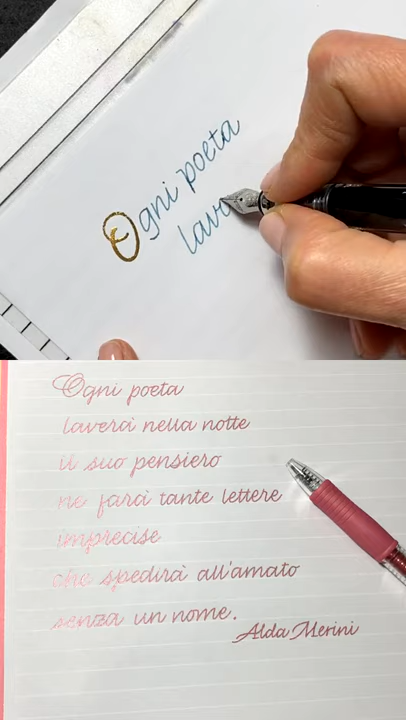 Ogni poeta
lav
Ogni poeta
laverà nella notte
il suo pensiero
ne farà tante lettere
imprecise
che spedirà all'amato
senza un nome.
Alda Merini